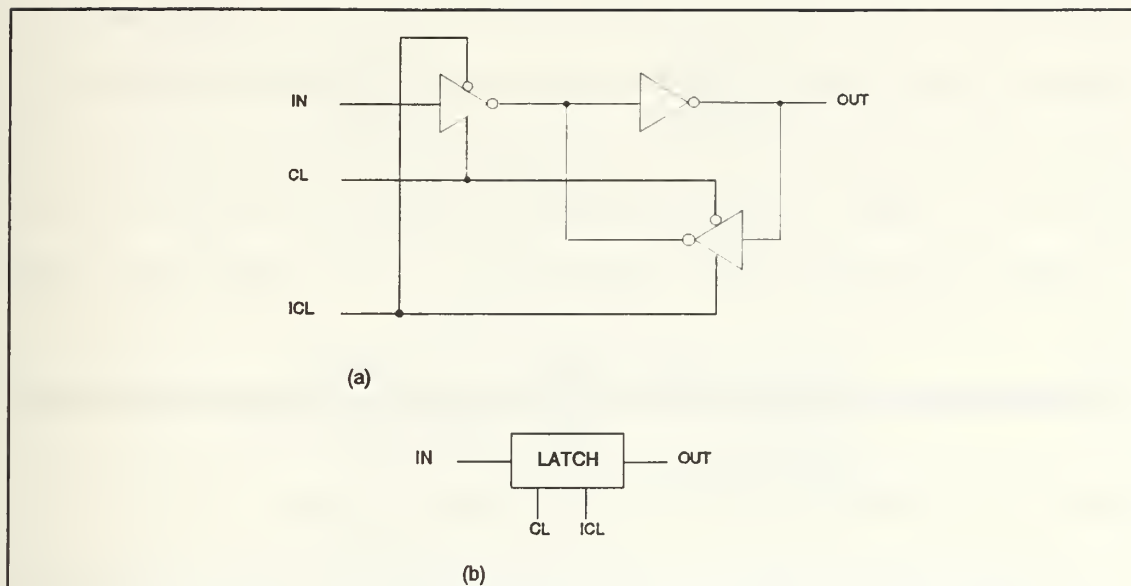 IN
OUT
CL
ICL
(a)
IN LATCH OUT
CL ICL
(b)